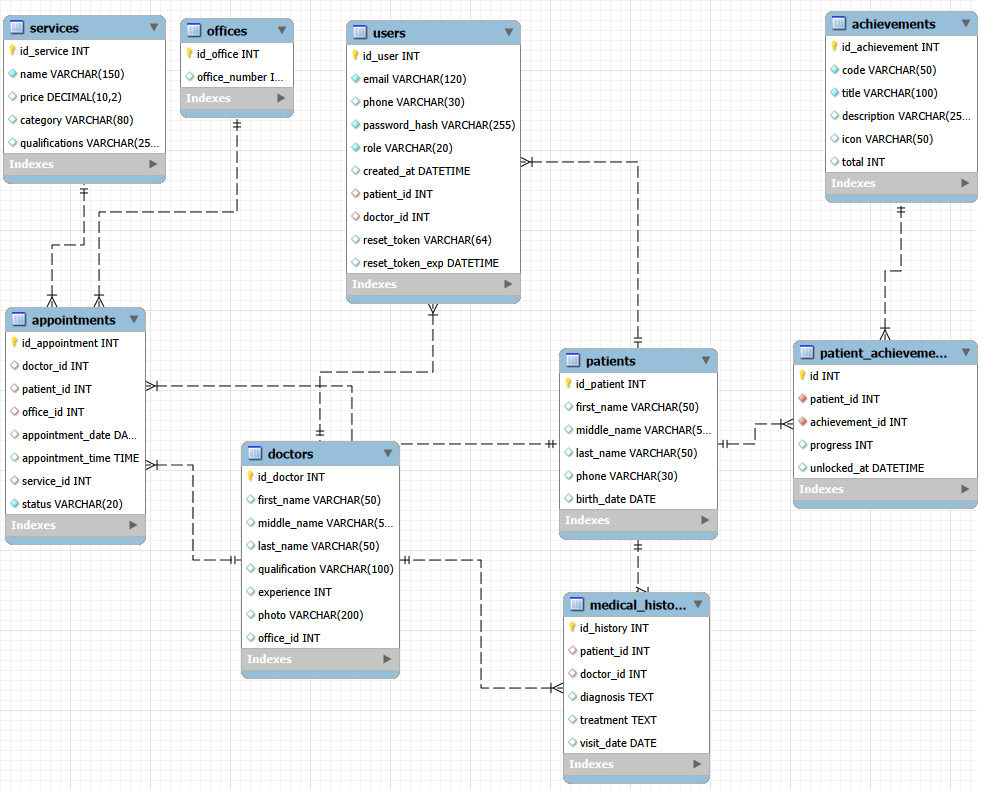 services
id_service INT
name VARCHAR(150)
price DECIMAL(10,2)
category VARCHAR(80)
qualifications VARCHAR(25...
Indexes
offices
id_office INT
office_number I...
Indexes
users
id_user INT
email VARCHAR(120)
phone VARCHAR(30)
password_hash VARCHAR(255)
role VARCHAR(20)
created_at DATETIME
patient_id INT
doctor_id INT
reset_token VARCHAR(64)
reset_token_exp DATETIME
Indexes
achievements
id_achievement INT
code VARCHAR(50)
title VARCHAR(100)
description VARCHAR(25...
icon VARCHAR(50)
total INT
Indexes
appointments
id_appointment INT
doctor_id INT
patient_id INT
office_id INT
appointment_date DA...
appointment_time TIME
service_id INT
status VARCHAR(20)
Indexes
doctors
id_doctor INT
first_name VARCHAR(50)
middle_name VARCHAR(5...
last_name VARCHAR(50)
qualification VARCHAR(100)
experience INT
photo VARCHAR(200)
office_id INT
Indexes
patients
id_patient INT
first_name VARCHAR(50)
middle_name VARCHAR(5...
last_name VARCHAR(50)
phone VARCHAR(30)
birth_date DATE
Indexes
patient_achieveme...
id INT
patient_id INT
achievement_id INT
progress INT
unlocked_at DATETIME
Indexes
medical_histo...
id_history INT
patient_id INT
doctor_id INT
diagnosis TEXT
treatment TEXT
visit_date DATE
Indexes